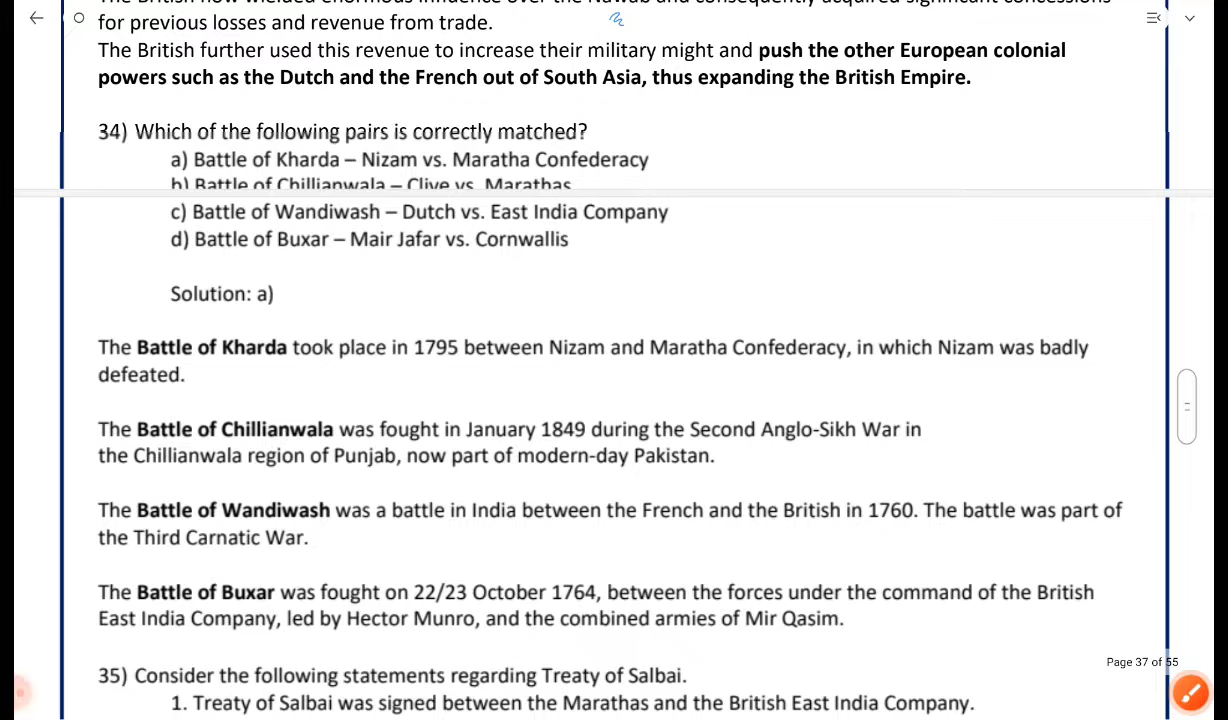 for previous losses and revenue from trade.
The British further used this revenue to increase their military might and push the other European colonial
powers such as the Dutch and the French out of South Asia, thus expanding the British Empire.
34) Which of the following pairs is correctly matched?
a) Battle of Kharda – Nizam vs. Maratha Confederacy
b) Battle of Chillianwala – Clive vs. Marathas
c) Battle of Wandiwash – Dutch vs. East India Company
d) Battle of Buxar – Mair Jafar vs. Cornwallis
Solution: a)
The Battle of Kharda took place in 1795 between Nizam and Maratha Confederacy, in which Nizam was badly
defeated.
The Battle of Chillianwala was fought in January 1849 during the Second Anglo-Sikh War in
the Chillianwala region of Punjab, now part of modern-day Pakistan.
The Battle of Wandiwash was a battle in India between the French and the British in 1760. The battle was part of
the Third Carnatic War.
The Battle of Buxar was fought on 22/23 October 1764, between the forces under the command of the British
East India Company, led by Hector Munro, and the combined armies of Mir Qasim.
Page 37 of 55
35) Consider the following statements regarding Treaty of Salbai.
1. Treaty of Salbai was signed between the Marathas and the British East India Company.